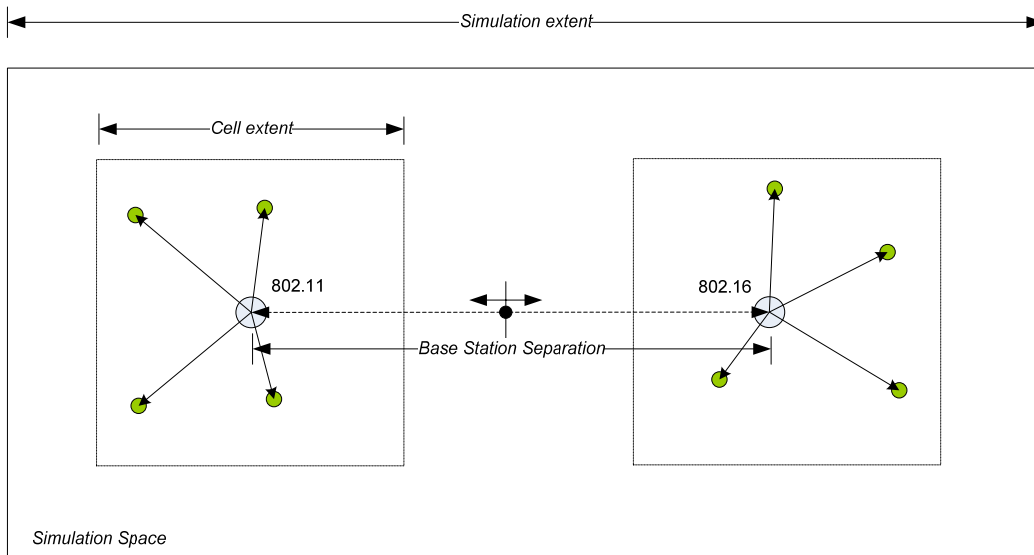 Simulation extent
Cell extent
802.11
802.16
Base Station Separation
Simulation Space